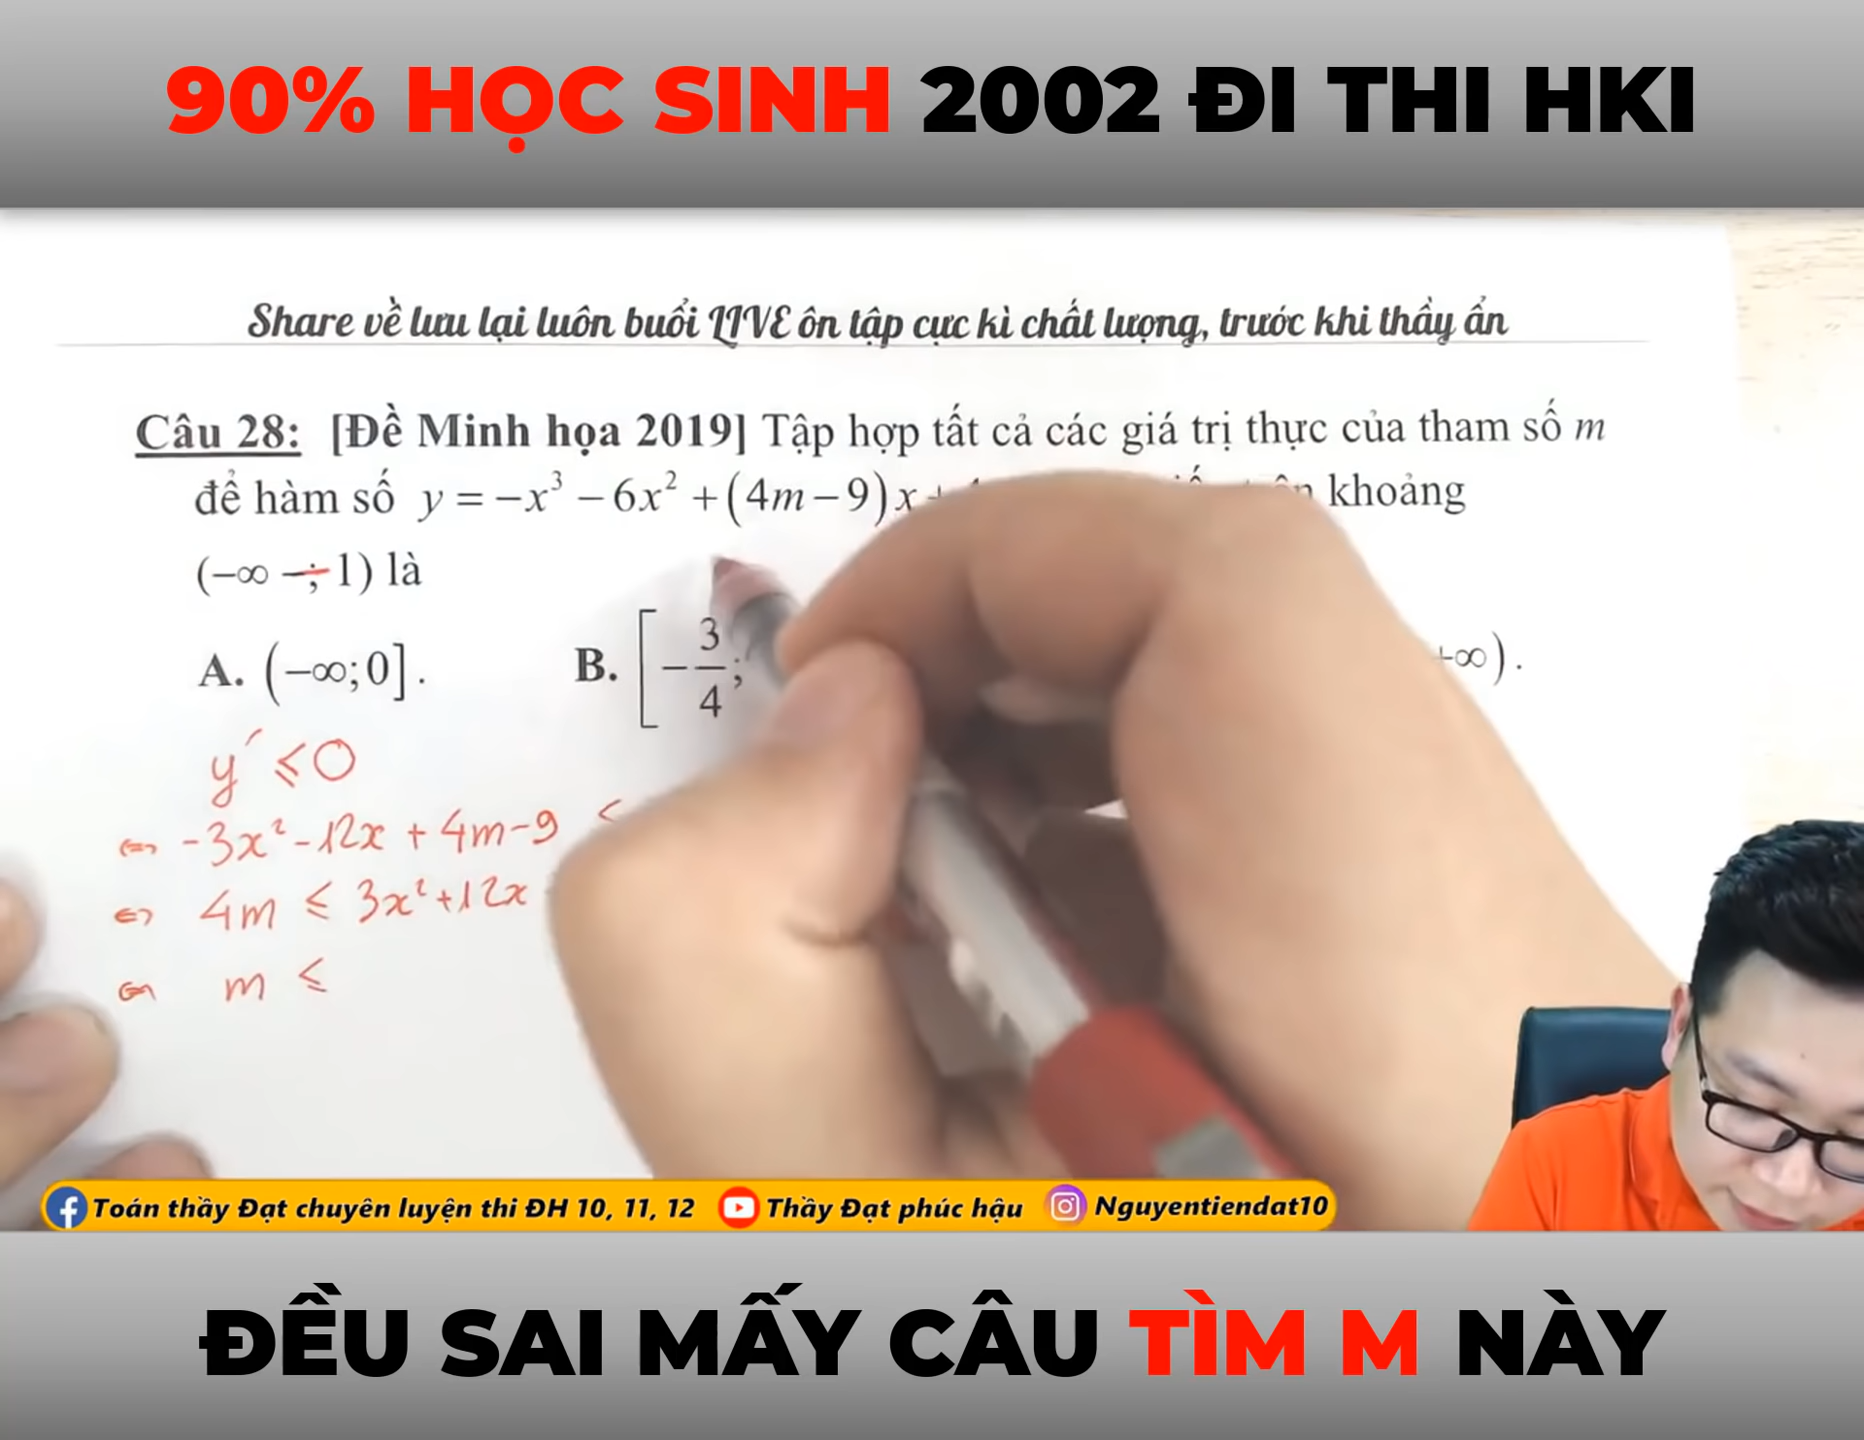 90% HỌC SINH 2002 ĐI THI HKI
Share về lưu lại luôn buổi LIVE ôn tập cực kì chất lượng, trước khi thầy ẩn
Câu 28: [Đề Minh họa 2019] Tập hợp tất cả các giá trị thực của tham số m
để hàm số y = −x³ − 6x² + (4m − 9)x + khoảng
(−∞ −; 1) là
A. (−∞; 0]. B. [−3/4; +∞).
y' ≤ 0
⇔ -3x² - 12x + 4m - 9 ≤
⇔ 4m ≤ 3x² + 12x
⇔ m ≤
Toán thầy Đạt chuyên luyện thi ĐH 10, 11, 12 Thầy Đạt phúc hậu Nguyentiendat10
ĐỀU SAI MẤY CÂU TÌM M NÀY